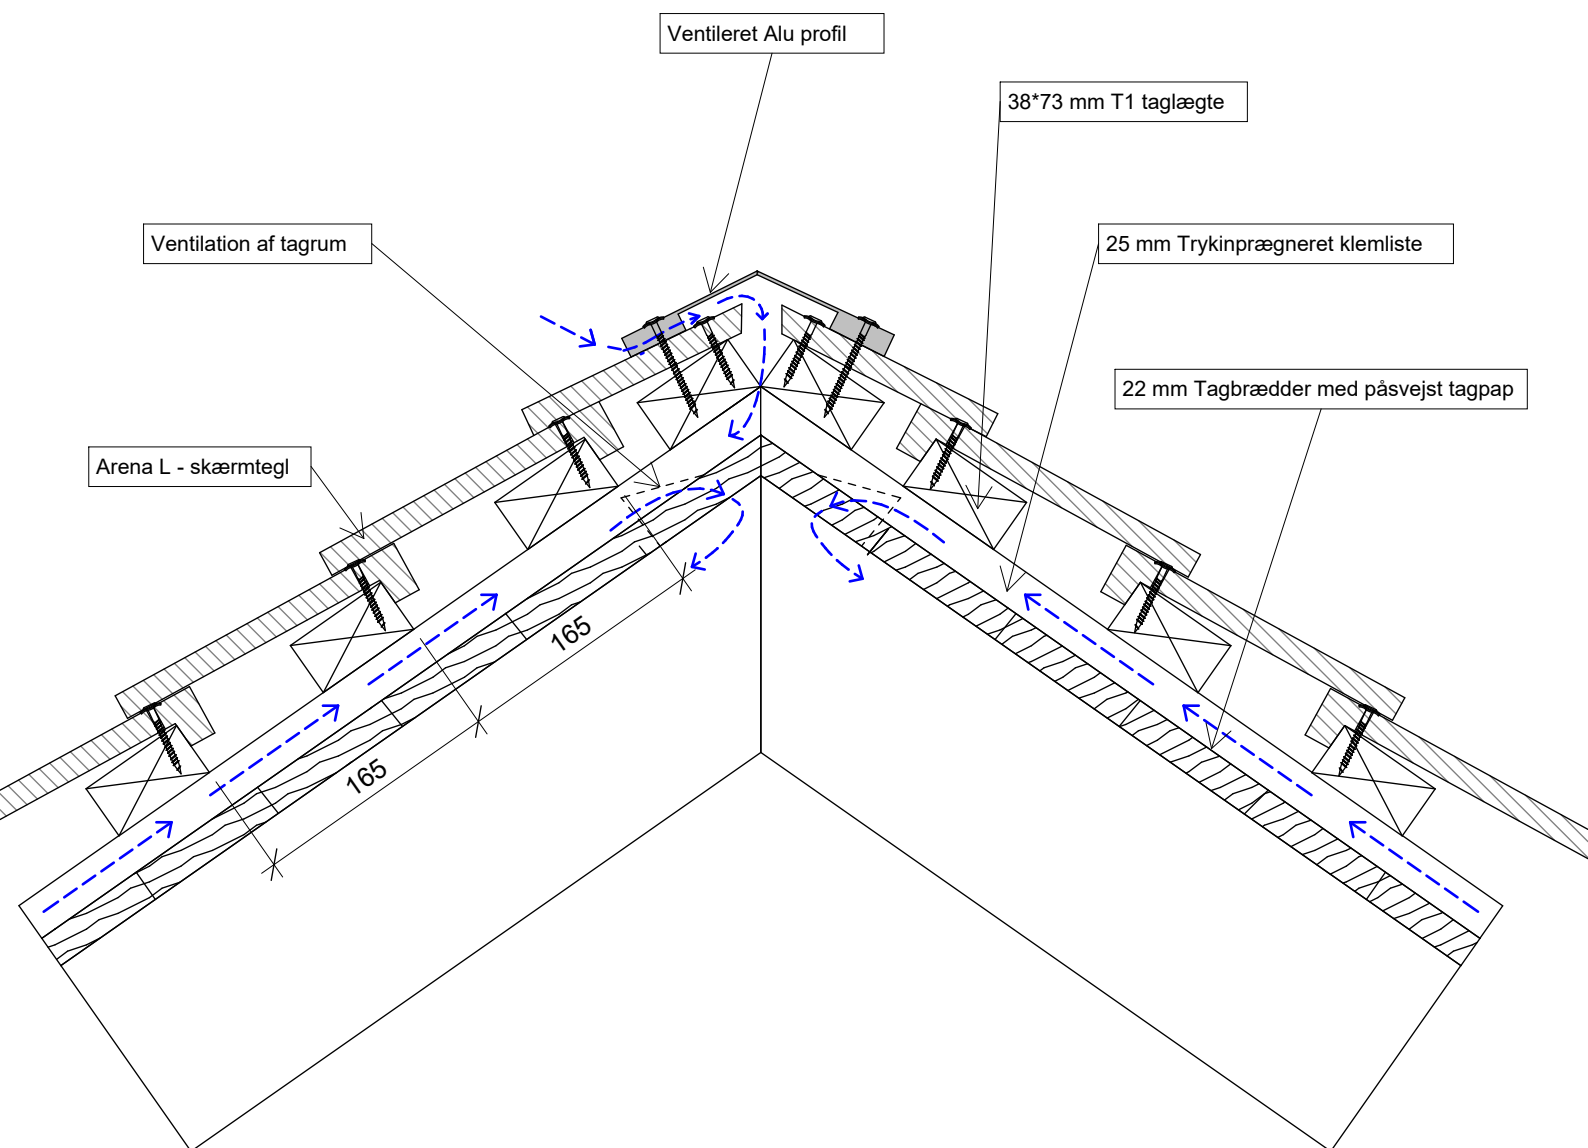 Ventileret Alu profil
38*73 mm T1 taglægte
Ventilation af tagrum
25 mm Trykinprægneret klemliste
22 mm Tagbrædder med påsvejst tagpap
Arena L - skærmtegl
165
165